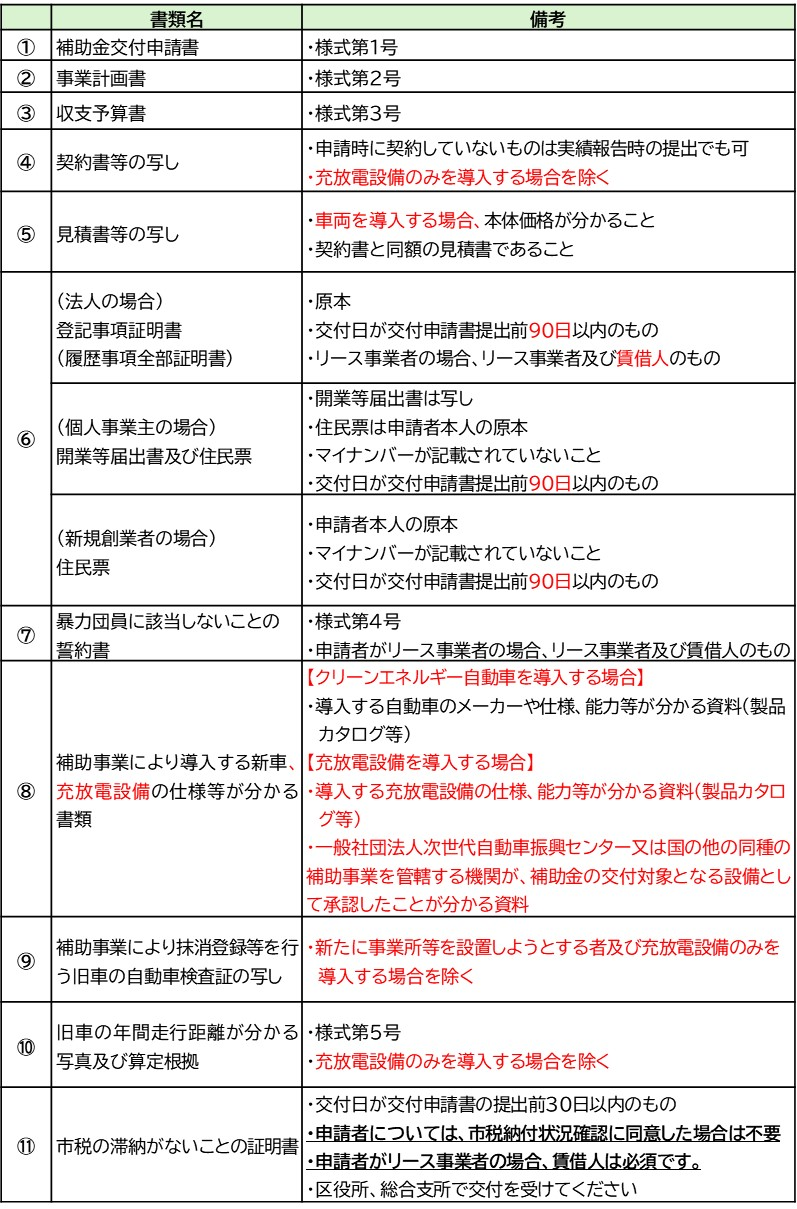 書類名 備考
① 補助金交付申請書 ・様式第1号
② 事業計画書 ・様式第2号
③ 収支予算書 ・様式第3号
④ 契約書等の写し
・申請時に契約していないものは実績報告時の提出でも可
・充放電設備のみを導入する場合を除く
⑤ 見積書等の写し
・車両を導入する場合、本体価格が分かること
・契約書と同額の見積書であること
⑥
（法人の場合）
登記事項証明書
（履歴事項全部証明書）
・原本
・交付日が交付申請書提出前90日以内のもの
・リース事業者の場合、リース事業者及び賃借人のもの
（個人事業主の場合）
開業等届出書及び住民票
・開業等届出書は写し
・住民票は申請者本人の原本
・マイナンバーが記載されていないこと
・交付日が交付申請書提出前90日以内のもの
（新規創業者の場合）
住民票
・申請者本人の原本
・マイナンバーが記載されていないこと
・交付日が交付申請書提出前90日以内のもの
⑦
暴力団員に該当しないことの
誓約書
・様式第4号
・申請者がリース事業者の場合、リース事業者及び賃借人のもの
⑧
補助事業により導入する新車、
充放電設備の仕様等が分かる
書類
【クリーンエネルギー自動車を導入する場合】
・導入する自動車のメーカーや仕様、能力等が分かる資料（製品
カタログ等）
【充放電設備を導入する場合】
・導入する充放電設備の仕様、能力等が分かる資料（製品カタロ
グ等）
・一般社団法人次世代自動車振興センター又は国の他の同種の
補助事業を管轄する機関が、補助金の交付対象となる設備とし
て承認したことが分かる資料
⑨
補助事業により抹消登録等を行
う旧車の自動車検査証の写し
・新たに事業所等を設置しようとする者及び充放電設備のみを
導入する場合を除く
⑩
旧車の年間走行距離が分かる
写真及び算定根拠
・様式第5号
・充放電設備のみを導入する場合を除く
⑪ 市税の滞納がないことの証明書
・交付日が交付申請書の提出前30日以内のもの
・申請者については、市税納付状況確認に同意した場合は不要
・申請者がリース事業者の場合、賃借人は必須です。
・区役所、総合支所で交付を受けてください